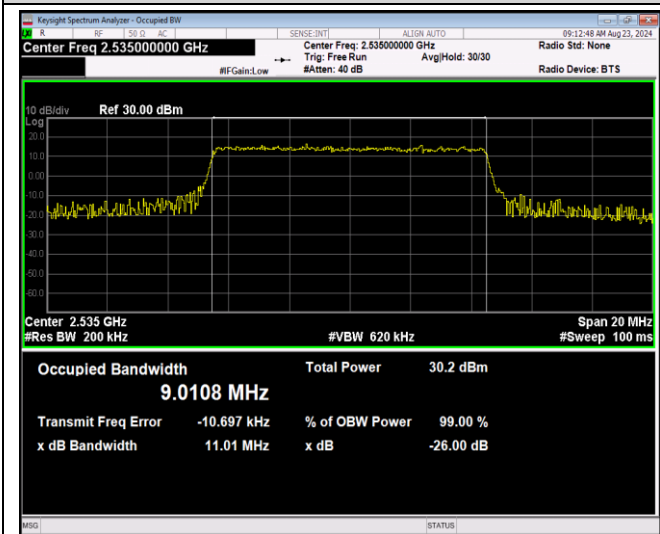 Keysight Spectrum Analyzer - Occupied BW
R RF 50 Ω AC SENSE:INT ALIGN AUTO 09:12:48 AM Aug 23, 2024
Center Freq 2.535000000 GHz Center Freq: 2.535000000 GHz Radio Std: None
Trig: Free Run Avg|Hold: 30/30
#IFGain:Low #Atten: 40 dB Radio Device: BTS
10 dB/div Ref 30.00 dBm
Log
20.0
10.0
0.00
-10.0
-20.0
-30.0
-40.0
-50.0
-60.0
Center 2.535 GHz Span 20 MHz
#Res BW 200 kHz #VBW 620 kHz #Sweep 100 ms
Occupied Bandwidth Total Power 30.2 dBm
9.0108 MHz
Transmit Freq Error -10.697 kHz % of OBW Power 99.00 %
x dB Bandwidth 11.01 MHz x dB -26.00 dB
MSG STATUS